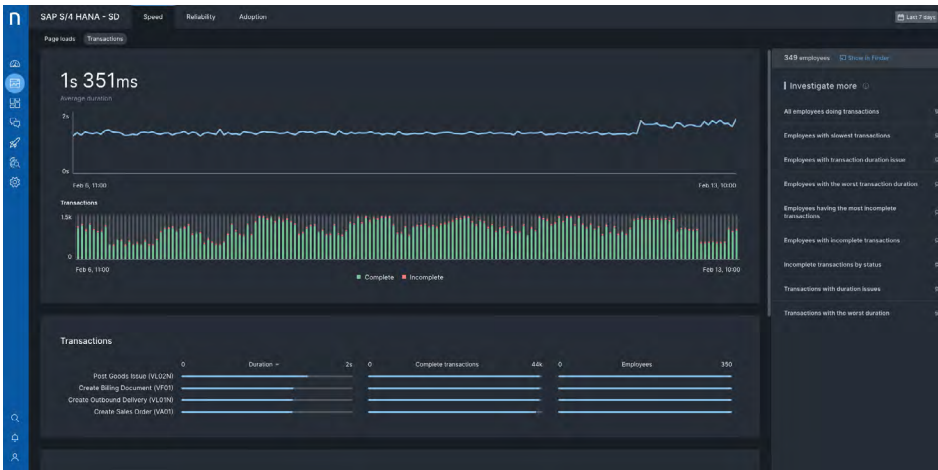 n
SAP S/4 HANA - SD
Speed
Reliability
Adoption
Last 7 days
Page loads
Transactions
349 employees
Show in Finder
1s 351ms
Average duration
2s
0s
Feb 6, 11:00
Feb 13, 10:00
Transactions
1.5k
0
Feb 6, 11:00
Feb 13, 10:00
Complete
Incomplete
Investigate more
All employees doing transactions
Employees with slowest transactions
Employees with transaction duration issue
Employees with the worst transaction duration
Employees having the most incomplete
transactions
Employees with incomplete transactions
Incomplete transactions by status
Transactions with duration issues
Transactions with the worst duration
Transactions
0 Duration 2s 0 Complete transactions 44k 0 Employees 350
Post Goods Issue (VL02N)
Create Billing Document (VF01)
Create Outbound Delivery (VL01N)
Create Sales Order (VA01)